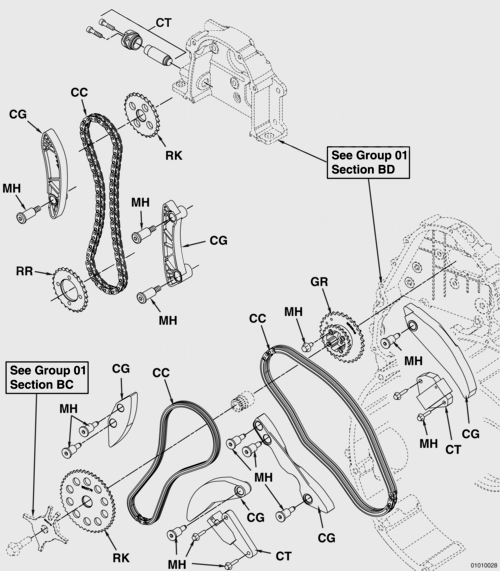 CT
CC
CG
RK
See Group 01
Section BD
MH
MH
CG
RR
GR
MH
MH
CC
See Group 01
Section BC
CG
CC
MH
MH
CG
CT
MH
CG
CG
RK
MH
CT
01010028